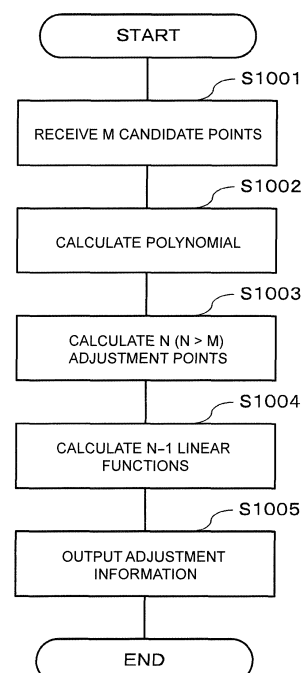 START
S1001
RECEIVE M CANDIDATE POINTS
S1002
CALCULATE POLYNOMIAL
S1003
CALCULATE N (N > M)
ADJUSTMENT POINTS
S1004
CALCULATE N-1 LINEAR
FUNCTIONS
S1005
OUTPUT ADJUSTMENT
INFORMATION
END